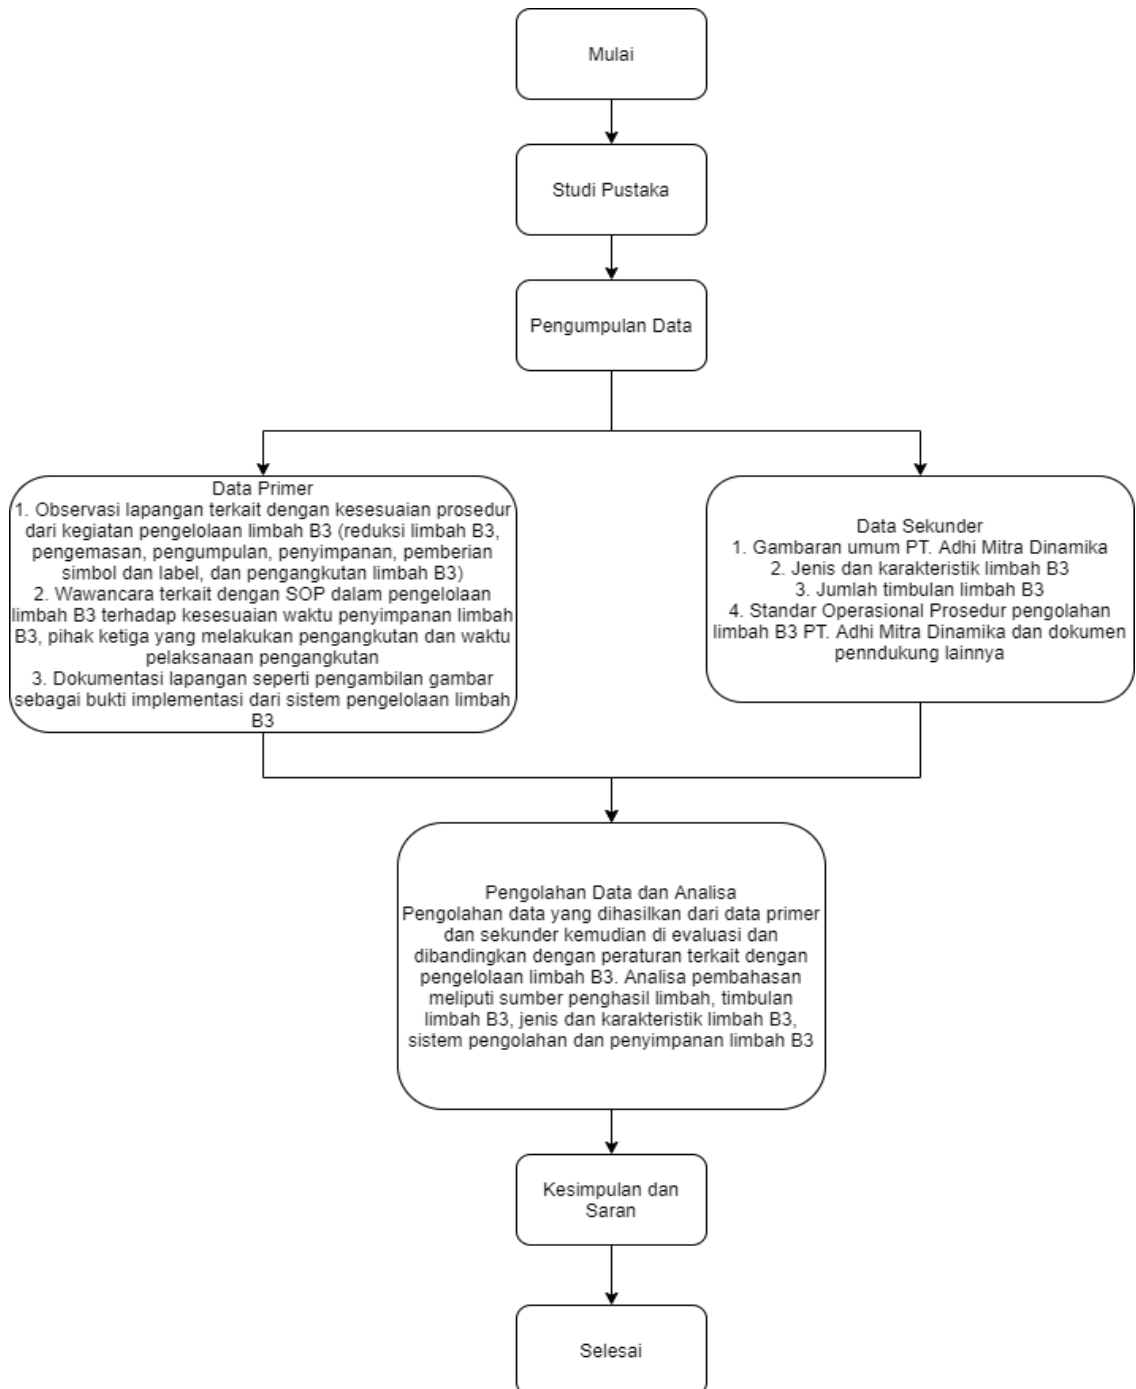 Mulai
Studi Pustaka
Pengumpulan Data
Data Primer
1. Observasi lapangan terkait dengan kesesuaian prosedur
dari kegiatan pengelolaan limbah B3 (reduksi limbah B3,
pengemasan, pengumpulan, penyimpanan, pemberian
simbol dan label, dan pengangkutan limbah B3)
2. Wawancara terkait dengan SOP dalam pengelolaan
limbah B3 terhadap kesesuaian waktu penyimpanan limbah
B3, pihak ketiga yang melakukan pengangkutan dan waktu
pelaksanaan pengangkutan
3. Dokumentasi lapangan seperti pengambilan gambar
sebagai bukti implementasi dari sistem pengelolaan limbah
B3
Data Sekunder
1. Gambaran umum PT. Adhi Mitra Dinamika
2. Jenis dan karakteristik limbah B3
3. Jumlah timbulan limbah B3
4. Standar Operasional Prosedur pengolahan
limbah B3 PT. Adhi Mitra Dinamika dan dokumen
penndukung lainnya
Pengolahan Data dan Analisa
Pengolahan data yang dihasilkan dari data primer
dan sekunder kemudian di evaluasi dan
dibandingkan dengan peraturan terkait dengan
pengelolaan limbah B3. Analisa pembahasan
meliputi sumber penghasil limbah, timbulan
limbah B3, jenis dan karakteristik limbah B3,
sistem pengolahan dan penyimpanan limbah B3
Kesimpulan dan
Saran
Selesai